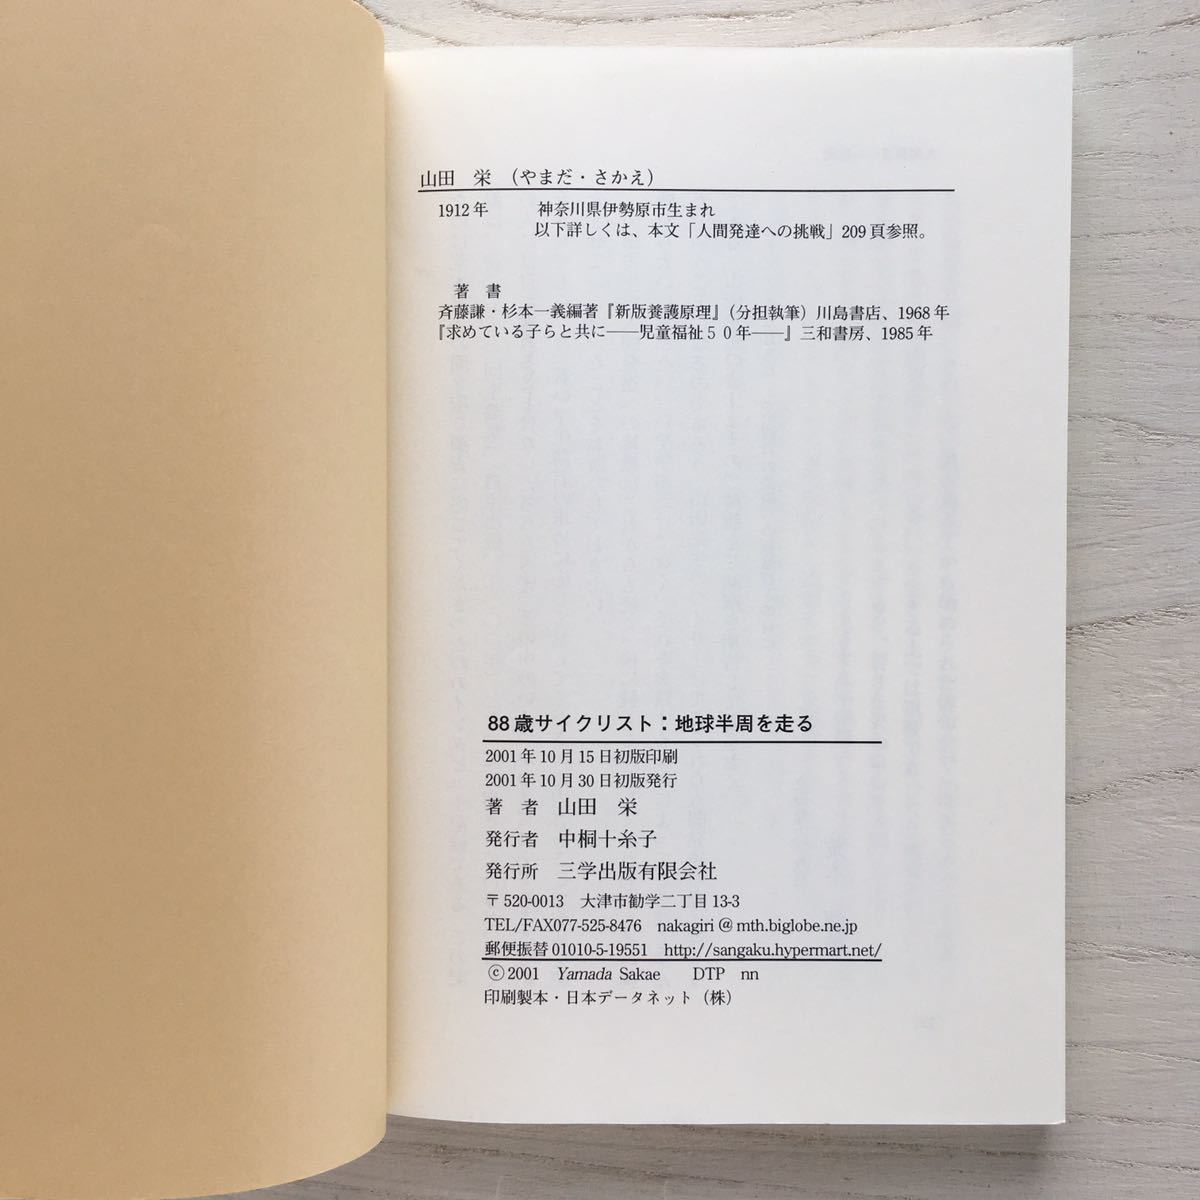 山田　栄　（やまだ・さかえ）
1912年　　神奈川県伊勢原市生まれ
以下詳しくは、本文「人間発達への挑戦」209頁参照。
著　書
斉藤謙・杉本一義編著『新版養護原理』（分担執筆）川島書店、1968年
『求めている子らと共に――児童福祉５０年――』三和書房、1985年
88歳サイクリスト：地球半周を走る
2001年10月15日初版印刷
2001年10月30日初版発行
著　者　山田　栄
発行者　中桐十糸子
発行所　三学出版有限会社
〒520-0013　大津市勧学二丁目13-3
TEL/FAX077-525-8476　nakagiri＠mth.biglobe.ne.jp
郵便振替01010-5-19551　http://sangaku.hypermart.net/
ⓒ2001　Yamada Sakae　　DTP　nn
印刷製本・日本データネット（株）